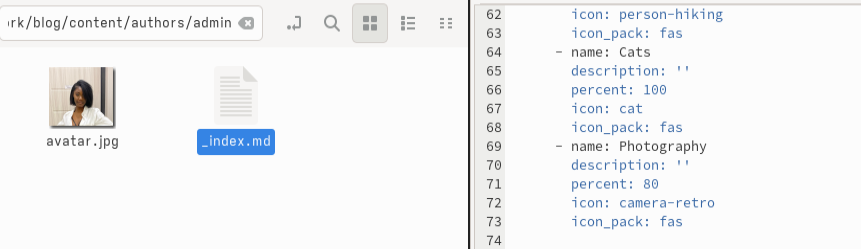 ork/blog/content/authors/admin
avatar.jpg
_index.md
62 icon: person-hiking
63 icon_pack: fas
64 - name: Cats
65 description: ''
66 percent: 100
67 icon: cat
68 icon_pack: fas
69 - name: Photography
70 description: ''
71 percent: 80
72 icon: camera-retro
73 icon_pack: fas
74